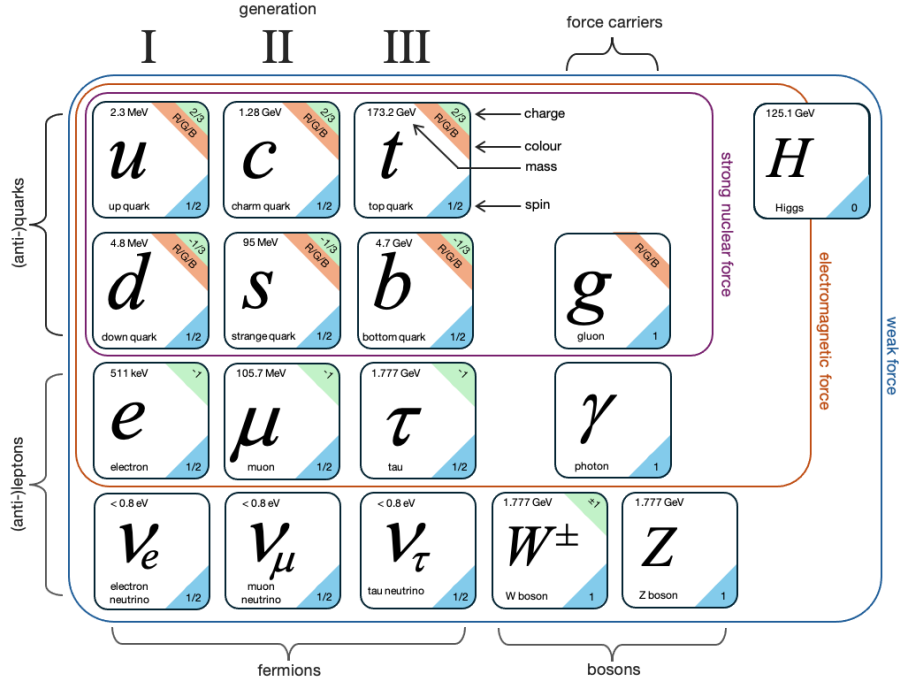 generation
I II III
force carriers
2.3 MeV 2/3 R/G/B
u
up quark 1/2
1.28 GeV 2/3 R/G/B
c
charm quark 1/2
173.2 GeV 2/3 R/G/B
t
top quark 1/2
charge
colour
mass
spin
125.1 GeV
H
Higgs 0
4.8 MeV -1/3 R/G/B
d
down quark 1/2
95 MeV -1/3 R/G/B
s
strange quark 1/2
4.7 GeV -1/3 R/G/B
b
bottom quark 1/2
R/G/B
g
gluon 1
511 keV -1
e
electron 1/2
105.7 MeV -1
μ
muon 1/2
1.777 GeV -1
τ
tau 1/2
γ
photon 1
< 0.8 eV
νe
electron
neutrino 1/2
< 0.8 eV
νμ
muon
neutrino 1/2
< 0.8 eV
ντ
tau neutrino 1/2
1.777 GeV ±1
W±
W boson 1
1.777 GeV
Z
Z boson 1
(anti-)quarks
(anti-)leptons
strong nuclear force
electromagnetic force
weak force
fermions
bosons